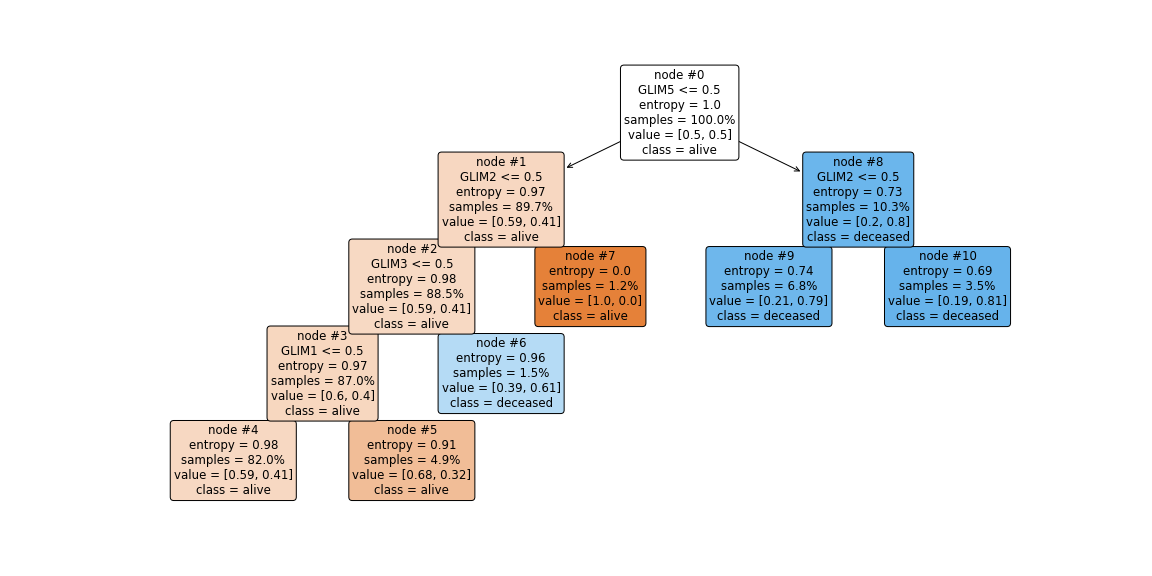 node #0
GLIM5 <= 0.5
entropy = 1.0
samples = 100.0%
value = [0.5, 0.5]
class = alive
node #1
GLIM2 <= 0.5
entropy = 0.97
samples = 89.7%
value = [0.59, 0.41]
class = alive
node #8
GLIM2 <= 0.5
entropy = 0.73
samples = 10.3%
value = [0.2, 0.8]
class = deceased
node #2
GLIM3 <= 0.5
entropy = 0.98
samples = 88.5%
value = [0.59, 0.41]
class = alive
node #7
entropy = 0.0
samples = 1.2%
value = [1.0, 0.0]
class = alive
node #9
entropy = 0.74
samples = 6.8%
value = [0.21, 0.79]
class = deceased
node #10
entropy = 0.69
samples = 3.5%
value = [0.19, 0.81]
class = deceased
node #3
GLIM1 <= 0.5
entropy = 0.97
samples = 87.0%
value = [0.6, 0.4]
class = alive
node #6
entropy = 0.96
samples = 1.5%
value = [0.39, 0.61]
class = deceased
node #4
entropy = 0.98
samples = 82.0%
value = [0.59, 0.41]
class = alive
node #5
entropy = 0.91
samples = 4.9%
value = [0.68, 0.32]
class = alive